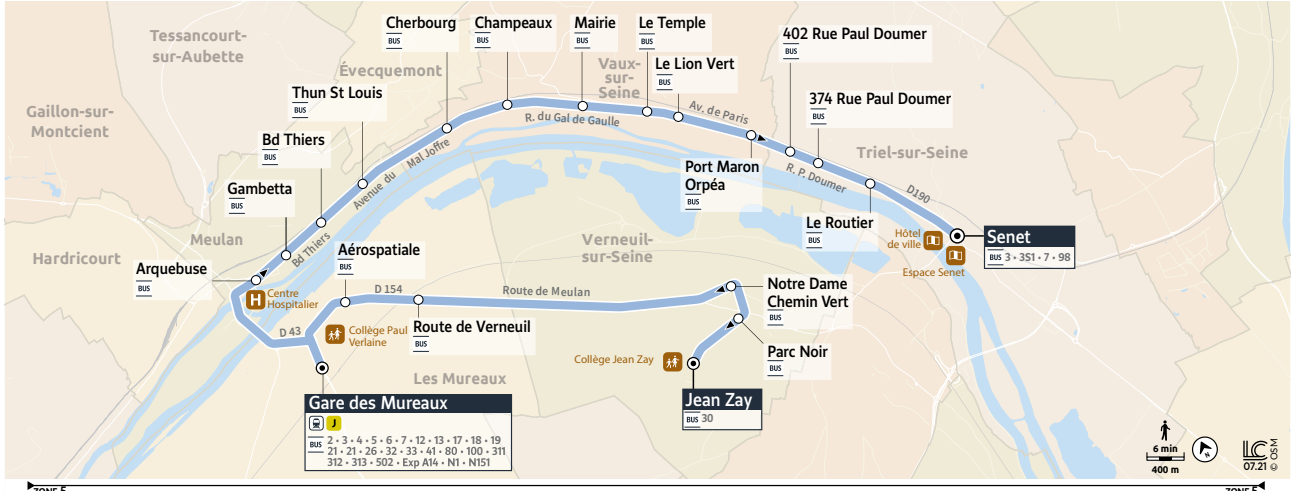 Tessancourt-
sur-Aubette
Cherbourg
BUS
Champeaux
BUS
Mairie
BUS
Le Temple
BUS
402 Rue Paul Doumer
BUS
Évecquemont
Vaux-
sur-
Seine
Le Lion Vert
BUS
Gaillon-sur-
Montcient
Thun St Louis
BUS
374 Rue Paul Doumer
BUS
Av. de Paris
R. du Gal de Gaulle
Bd Thiers
BUS
Avenue du Mal Joffre
Triel-sur-Seine
Port Maron
Orpéa
BUS
R. P. Doumer
D190
Gambetta
BUS
Le Routier
BUS
Meulan
Bd Thiers
Aérospatiale
BUS
Verneuil-
sur-Seine
Hôtel
de ville
Senet
BUS 3 • 351 • 7 • 98
Espace Senet
Hardricourt
Arquebuse
BUS
H
Centre
Hospitalier
D 154
Route de Meulan
Notre Dame
Chemin Vert
BUS
D 43
Collège Paul
Verlaine
Route de Verneuil
BUS
Collège Jean Zay
Parc Noir
BUS
Les Mureaux
Gare des Mureaux
J
BUS 2 • 3 • 4 • 5 • 6 • 7 • 12 • 13 • 17 • 18 • 19
21 • 21 • 26 • 32 • 33 • 41 • 80 • 100 • 311
312 • 313 • 502 • Exp A14 • N1 • N151
Jean Zay
BUS 30
6 min
400 m
N
LC
07.21
© OSM
ZONE 5
ZONE 5